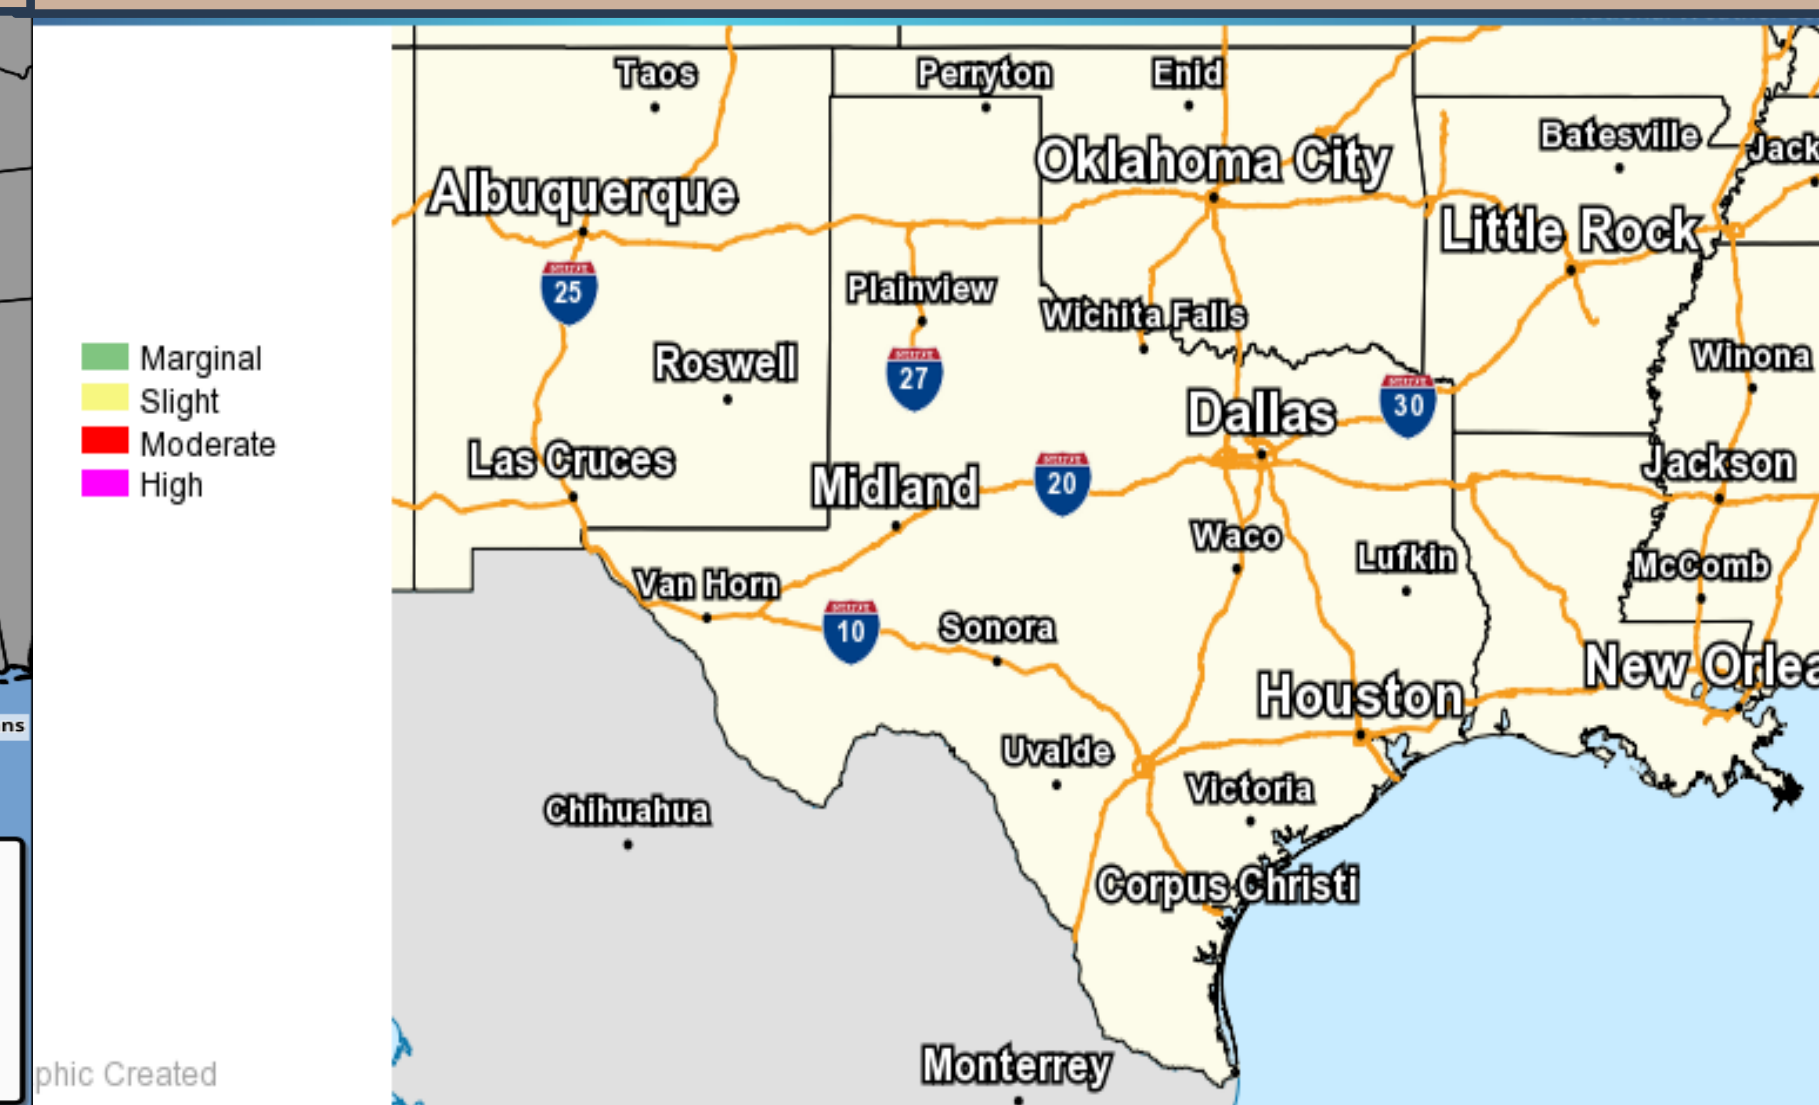 Taos
Perryton
Enid
Batesville
Jack
Oklahoma City
Albuquerque
Little Rock
25
Plainview
Wichita Falls
Winona
Roswell
27
30
Dallas
Marginal
Slight
Moderate
High
Las Cruces
Midland
20
Jackson
Waco
Lufkin
McComb
Van Horn
10
Sonora
New Orlea
Houston
ns
Uvalde
Victoria
Chihuahua
Corpus Christi
Monterrey
phic Created